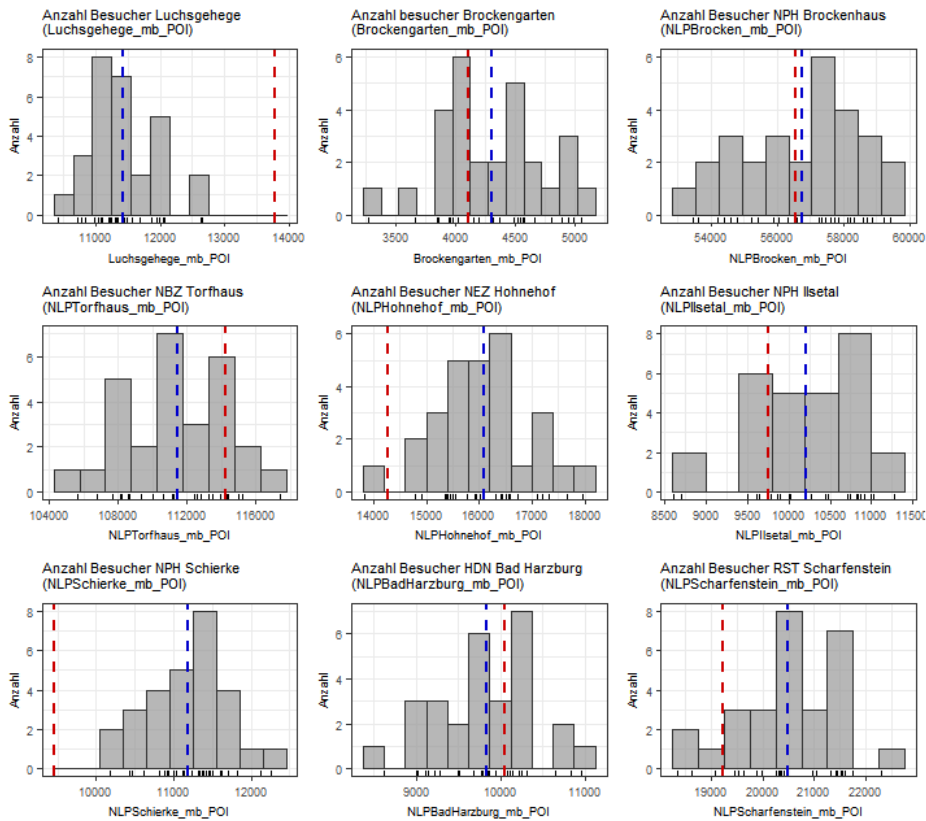 Anzahl Besucher Luchsgehege
(Luchsgehege_mb_POI)
Anzahl
8
6
4
2
0
11000 12000 13000 14000
Luchsgehege_mb_POI
Anzahl besucher Brockengarten
(Brockengarten_mb_POI)
Anzahl
6
4
2
0
3500 4000 4500 5000
Brockengarten_mb_POI
Anzahl Besucher NPH Brockenhaus
(NLPBrocken_mb_POI)
Anzahl
6
4
2
0
54000 56000 58000 60000
NLPBrocken_mb_POI
Anzahl Besucher NBZ Torfhaus
(NLPTorfhaus_mb_POI)
Anzahl
6
4
2
0
104000 108000 112000 116000
NLPTorfhaus_mb_POI
Anzahl Besucher NEZ Hohnehof
(NLPHohnehof_mb_POI)
Anzahl
6
4
2
0
14000 15000 16000 17000 18000
NLPHohnehof_mb_POI
Anzahl Besucher NPH Ilsetal
(NLPIlsetal_mb_POI)
Anzahl
8
6
4
2
0
8500 9000 9500 10000 10500 11000 11500
NLPIlsetal_mb_POI
Anzahl Besucher NPH Schierke
(NLPSchierke_mb_POI)
Anzahl
8
6
4
2
0
10000 11000 12000
NLPSchierke_mb_POI
Anzahl Besucher HDN Bad Harzburg
(NLPBadHarzburg_mb_POI)
Anzahl
6
4
2
0
9000 10000 11000
NLPBadHarzburg_mb_POI
Anzahl Besucher RST Scharfenstein
(NLPScharfenstein_mb_POI)
Anzahl
8
6
4
2
0
19000 20000 21000 22000
NLPScharfenstein_mb_POI